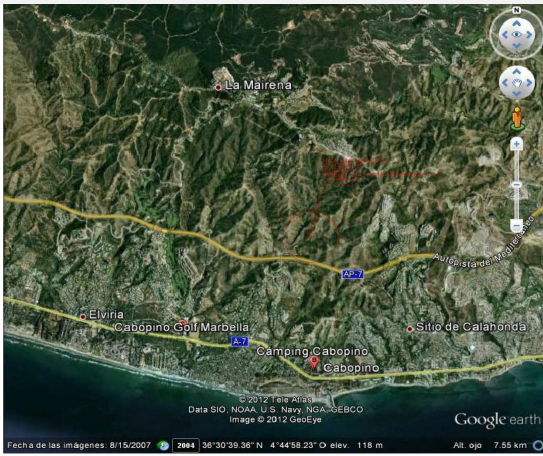 N
La Mairena
Autopista del Mediterráneo
AP-7
Elviria
Cabopino Golf Marbella
Sitio de Calahonda
A-7
Camping Cabopino
Cabopino
© 2012 Tele Atlas
Data SIO, NOAA, U.S. Navy, NGA, GEBCO
Image © 2012 GeoEye
Google earth
Fecha de las imágenes: 8/15/2007 2004 36°30'39.36" N 4°44'58.23" O elev. 118 m Alt. ojo 7.55 km